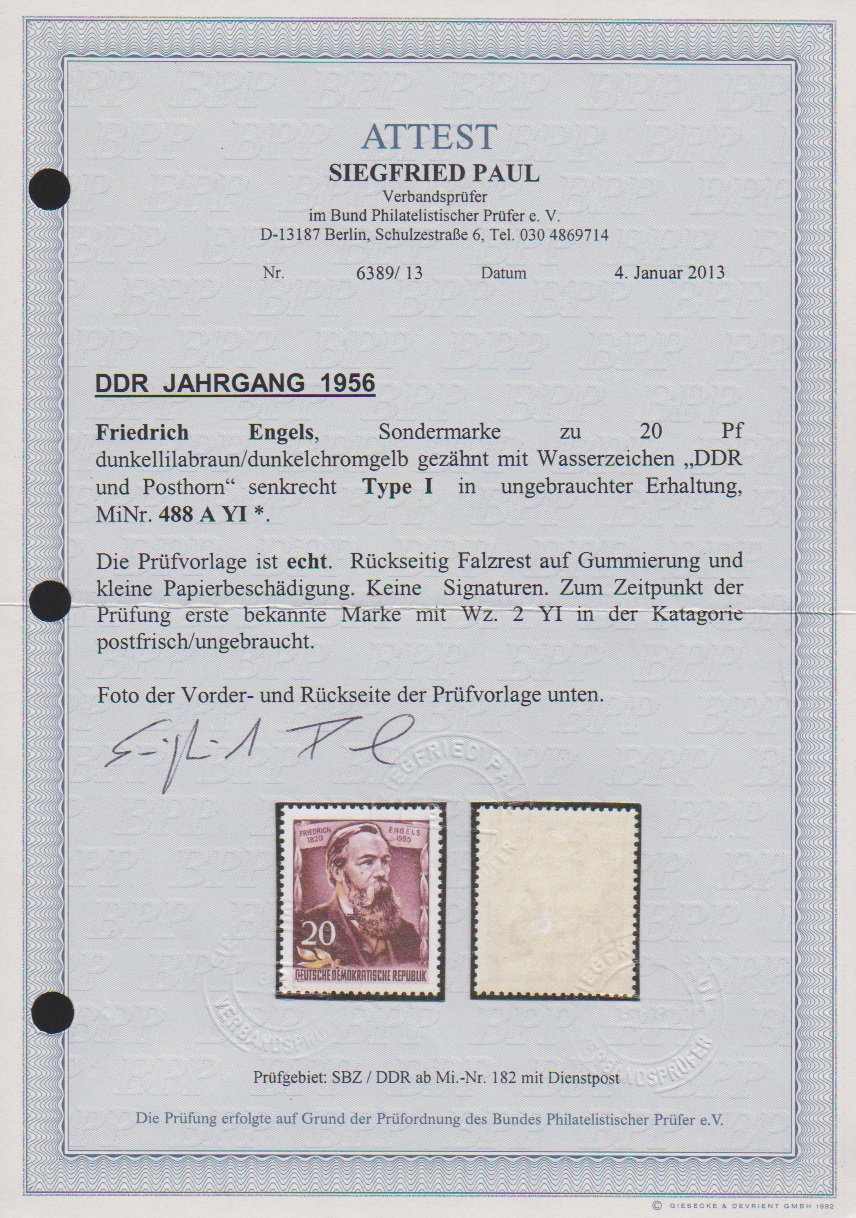 ATTEST
SIEGFRIED PAUL
Verbandsprüfer
im Bund Philatelistischer Prüfer e. V.
D-13187 Berlin, Schulzestraße 6, Tel. 030 4869714
Nr. 6389/ 13 Datum 4. Januar 2013
DDR JAHRGANG 1956
Friedrich Engels, Sondermarke zu 20 Pf
dunkellilabraun/dunkelchromgelb gezähnt mit Wasserzeichen „DDR
und Posthorn“ senkrecht Type I in ungebrauchter Erhaltung,
MiNr. 488 A YI *.
Die Prüfvorlage ist echt. Rückseitig Falzrest auf Gummierung und
kleine Papierbeschädigung. Keine Signaturen. Zum Zeitpunkt der
Prüfung erste bekannte Marke mit Wz. 2 YI in der Katagorie
postfrisch/ungebraucht.
Foto der Vorder- und Rückseite der Prüfvorlage unten.
Siegfried Paul
SIEGFRIED PAUL
FRIEDRICH ENGELS
1820 1955
20
DEUTSCHE DEMOKRATISCHE REPUBLIK
VERBANDSPRÜFER
Prüfgebiet: SBZ / DDR ab Mi.-Nr. 182 mit Dienstpost
Die Prüfung erfolgte auf Grund der Prüfordnung des Bundes Philatelistischer Prüfer e.V.
© GIESECKE & DEVRIENT GMBH 1992